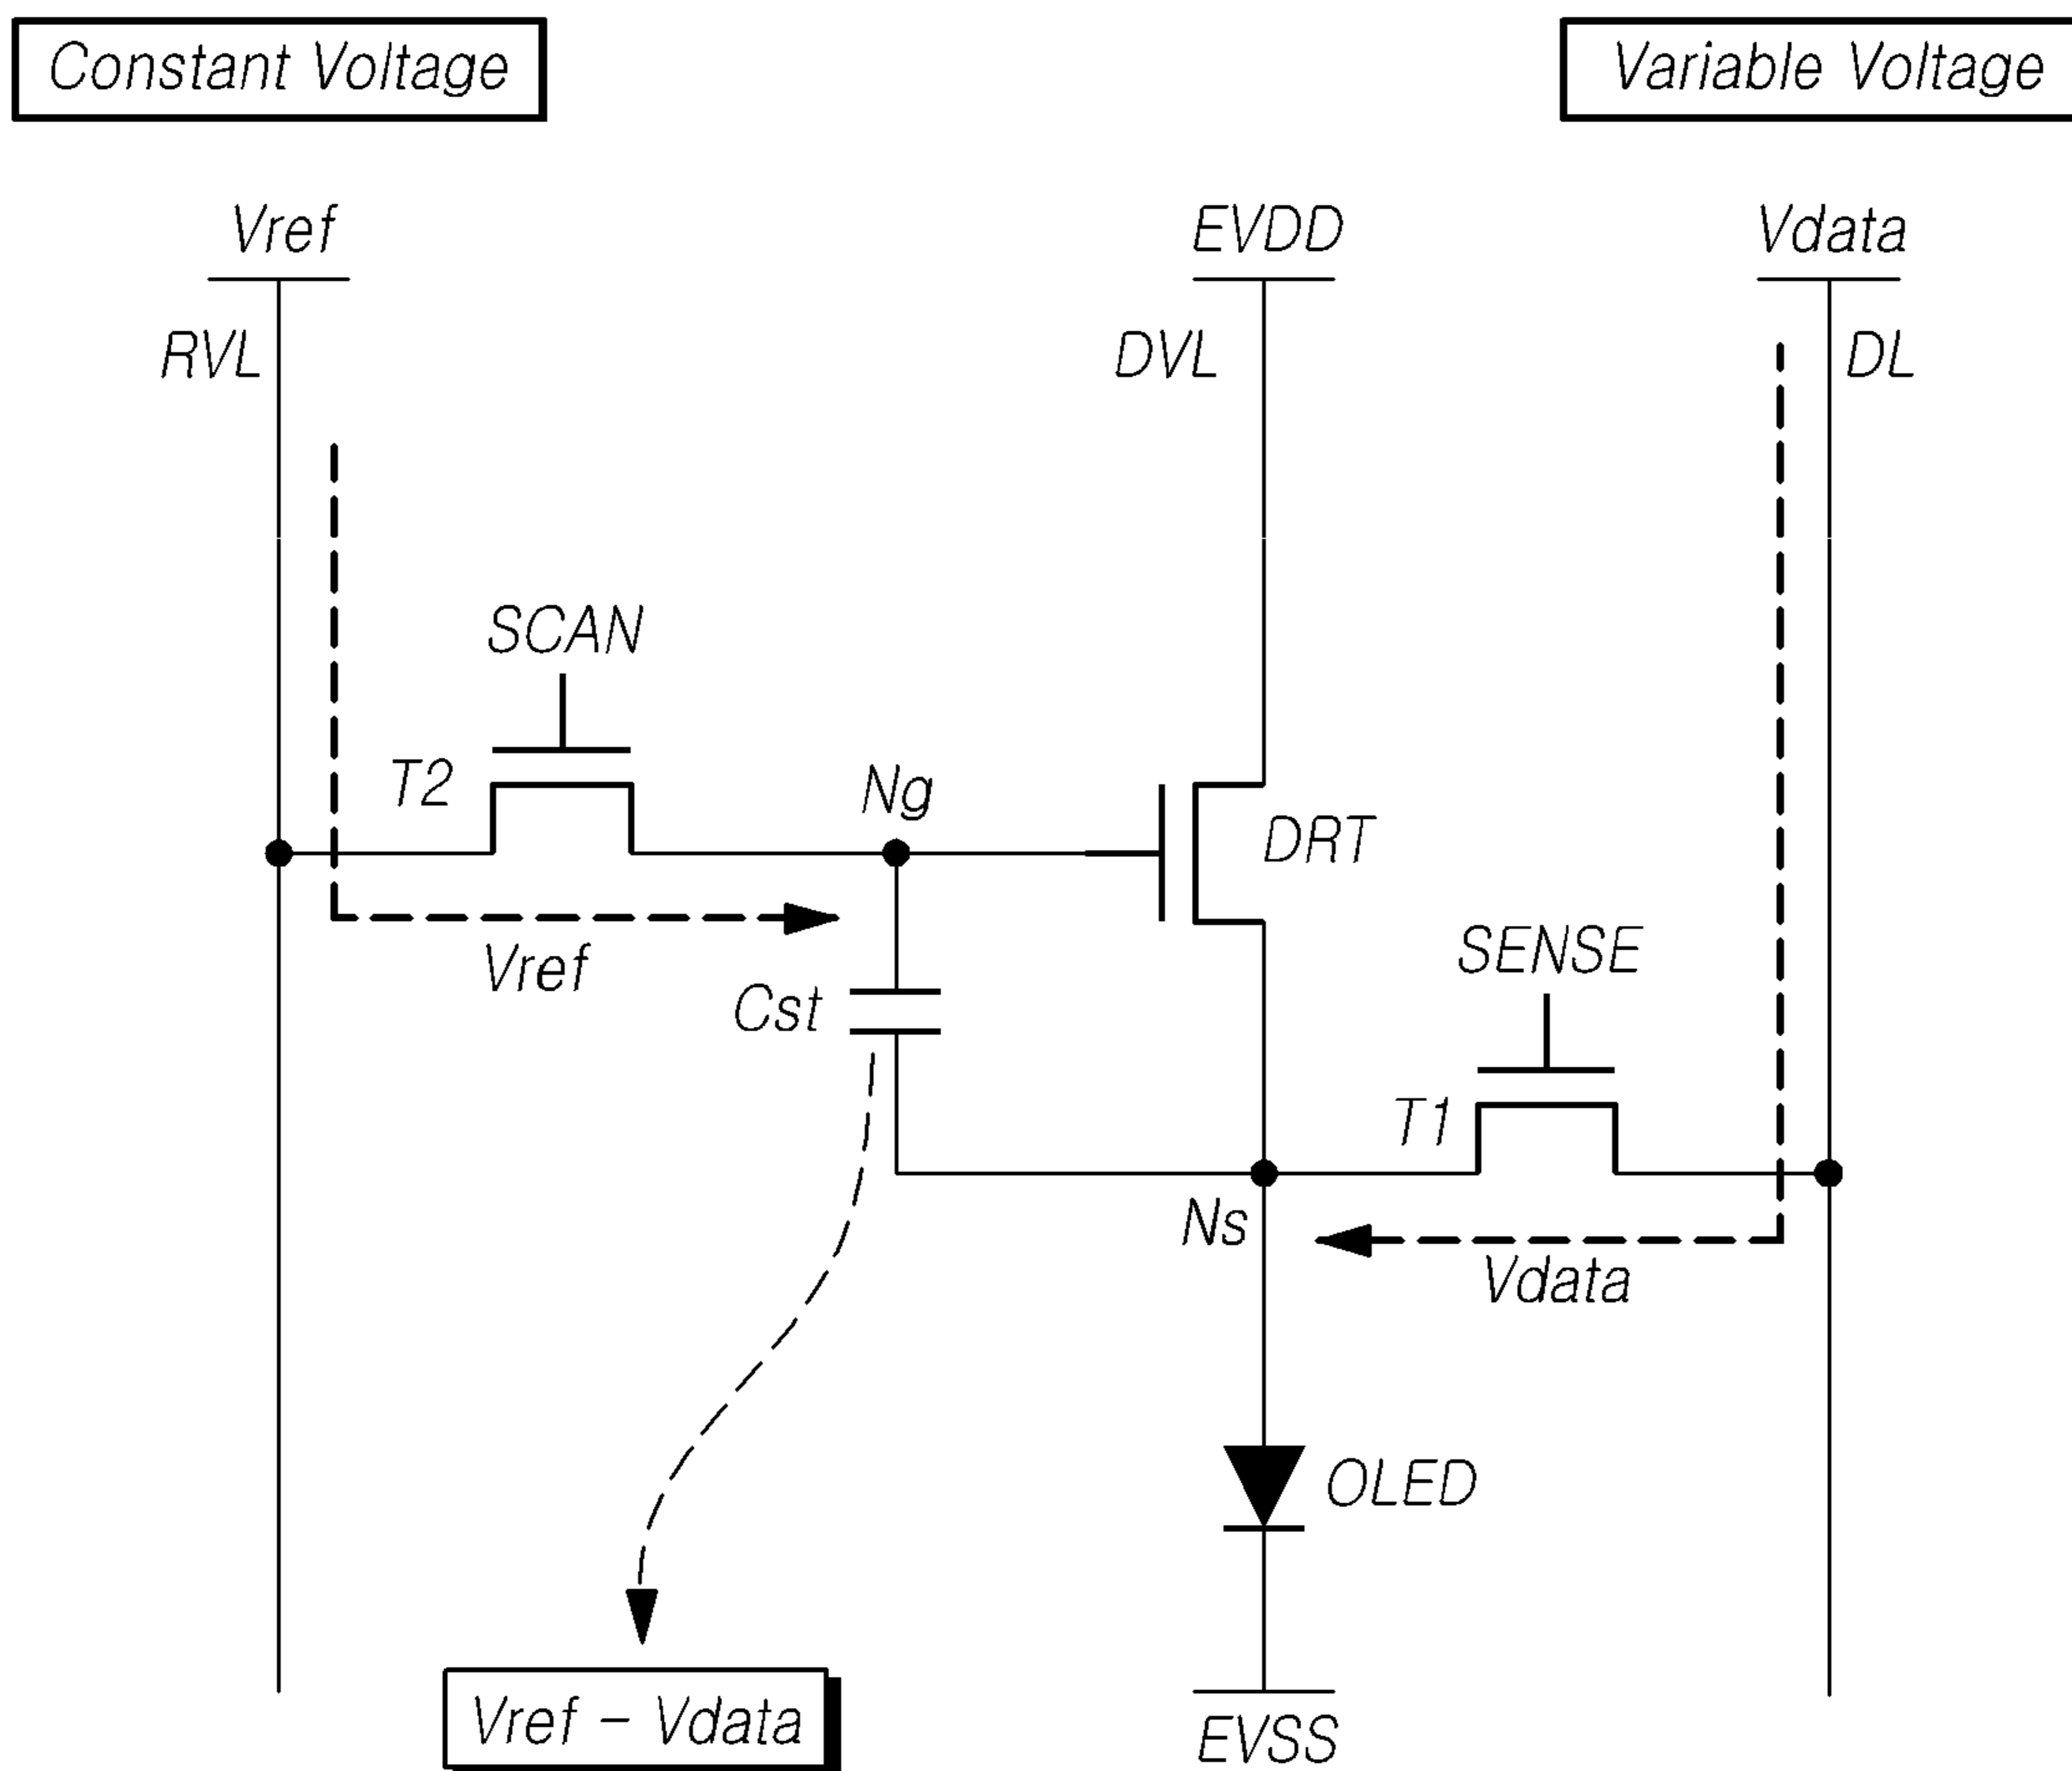 Constant Voltage
Variable Voltage
Vref
EVDD
Vdata
RVL
DVL
DL
SCAN
T2
Ng
DRT
Vref
SENSE
Cst
T1
Ns
Vdata
OLED
Vref – Vdata
EVSS